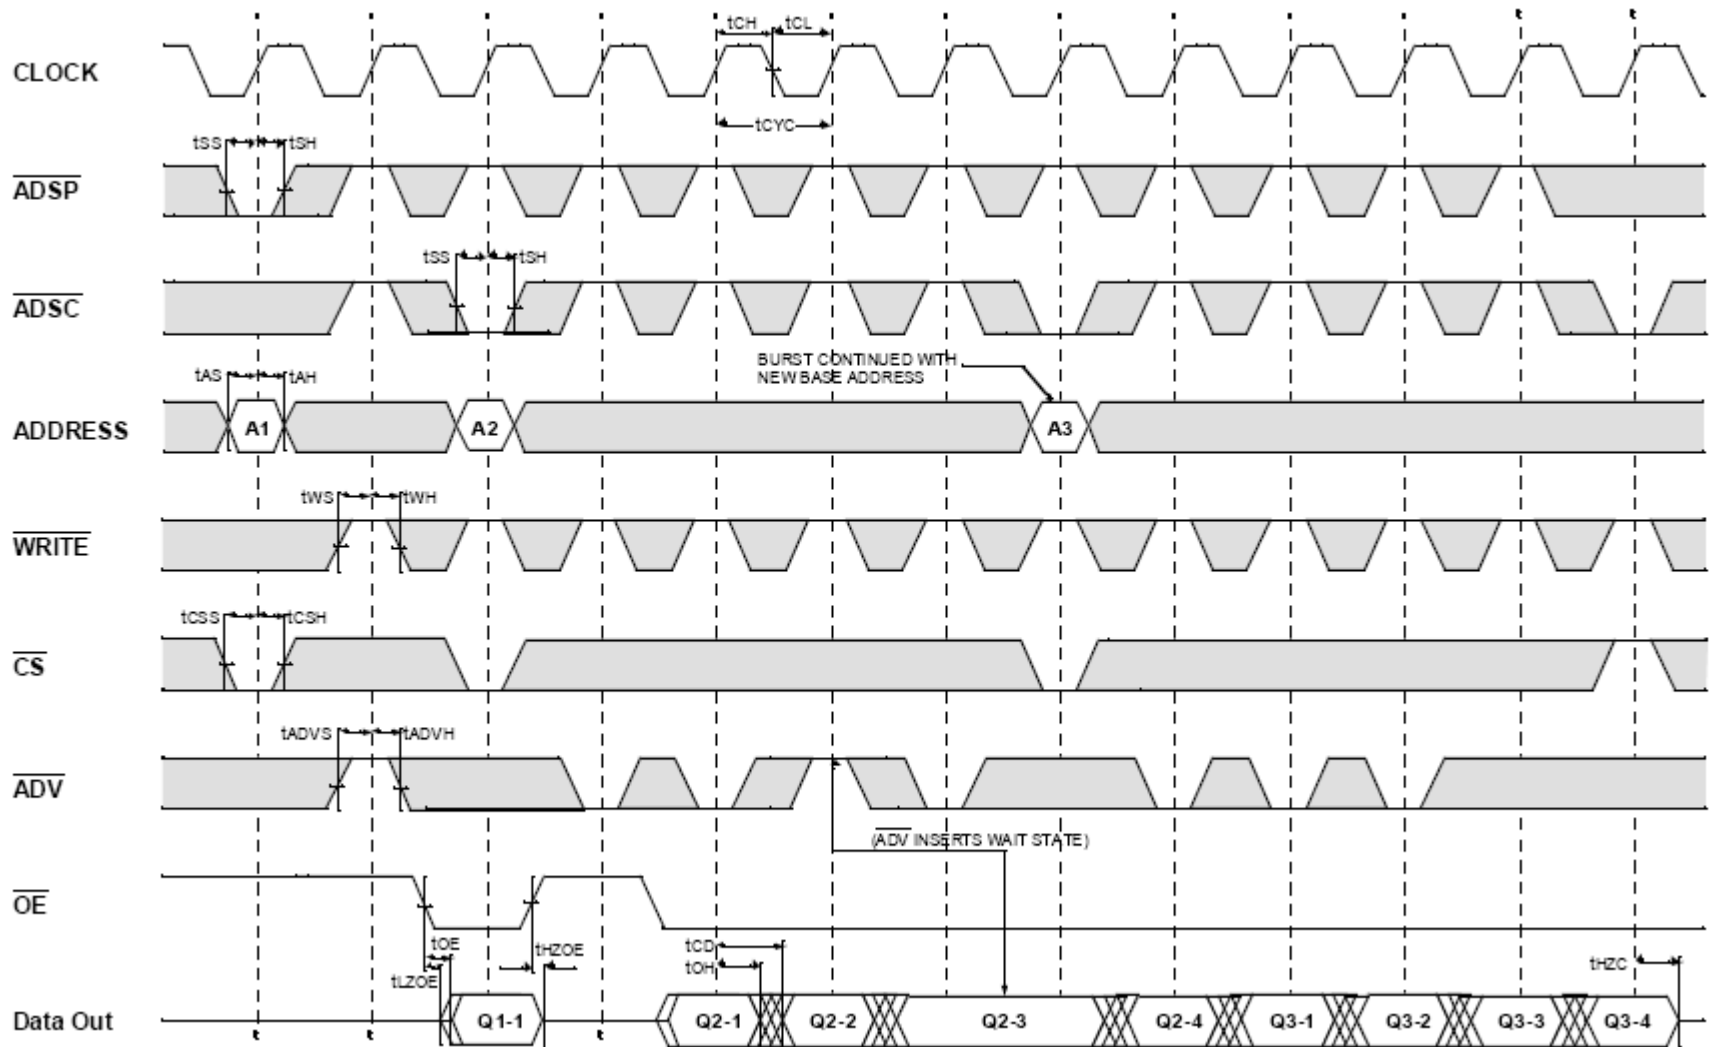 tCH tCL
CLOCK
tCYC
tSS tSH
ADSP
tSS tSH
ADSC
BURST CONTINUED WITH
NEW BASE ADDRESS
tAS tAH
ADDRESS A1 A2 A3
tWS tWH
WRITE
tCSS tCSH
CS
tADVS tADVH
ADV
(ADV INSERTS WAIT STATE)
OE
tOE tHZOE tCD
tLZOE tOH tHZC
Data Out Q1-1 Q2-1 Q2-2 Q2-3 Q2-4 Q3-1 Q3-2 Q3-3 Q3-4